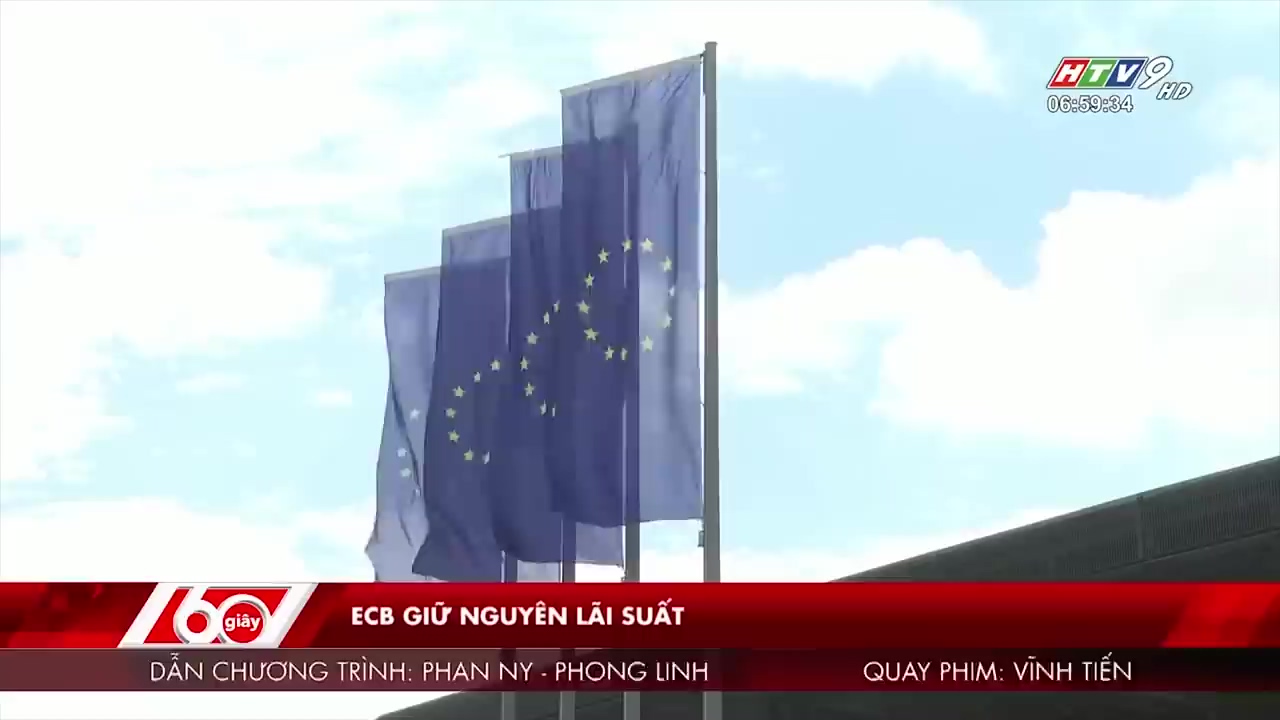 HTV9 HD
06:59:34
60 giây
ECB GIỮ NGUYÊN LÃI SUẤT
DẪN CHƯƠNG TRÌNH: PHAN NY - PHONG LINH
QUAY PHIM: VĨNH TIẾN